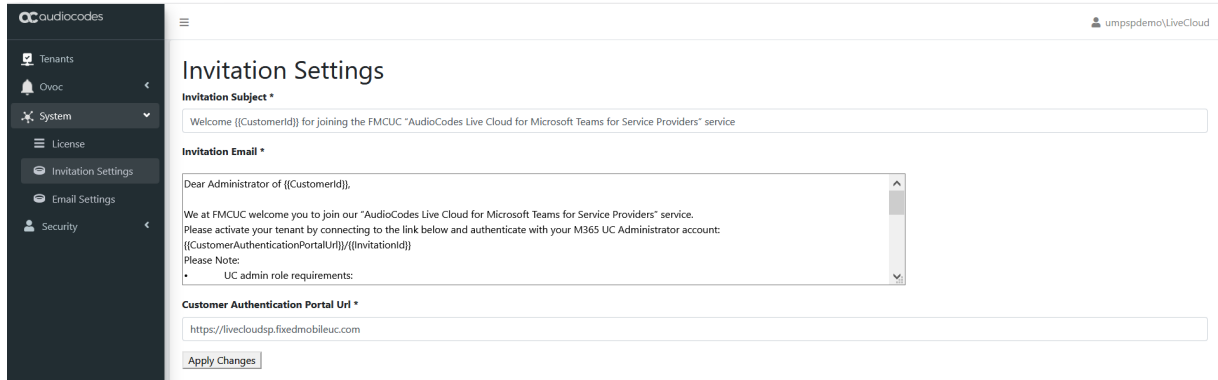 audiocodes
umpspdemo\LiveCloud
Tenants
Ovoc
System
License
Invitation Settings
Email Settings
Security
Invitation Settings
Invitation Subject *
Welcome {{CustomerId}} for joining the FMCUC "AudioCodes Live Cloud for Microsoft Teams for Service Providers" service
Invitation Email *
Dear Administrator of {{CustomerId}},
We at FMCUC welcome you to join our "AudioCodes Live Cloud for Microsoft Teams for Service Providers" service.
Please activate your tenant by connecting to the link below and authenticate with your M365 UC Administrator account:
{{CustomerAuthenticationPortalUrl}}/{{InvitationId}}
Please Note:
• UC admin role requirements:
Customer Authentication Portal Url *
https://livecloudsp.fixedmobileuc.com
Apply Changes